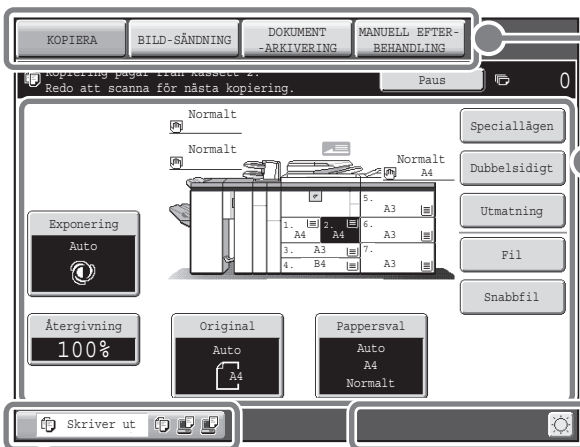 KOPIERA
BILD-SÄNDNING
DOKUMENT
-ARKIVERING
MANUELL EFTER-
BEHANDLING
Kopiering pågår från kassett 2.
Redo att scanna för nästa kopiering.
Paus
0
Normalt
Normalt
Normalt
A4
Speciallägen
Dubbelsidigt
Utmatning
Fil
Snabbfil
5.
A3
1.
A4
2.
A4
6.
A3
3. A3
7.
4. B4
A3
Exponering
Auto
Återgivning
100%
Original
Auto
A4
Pappersval
Auto
A4
Normalt
Skriver ut